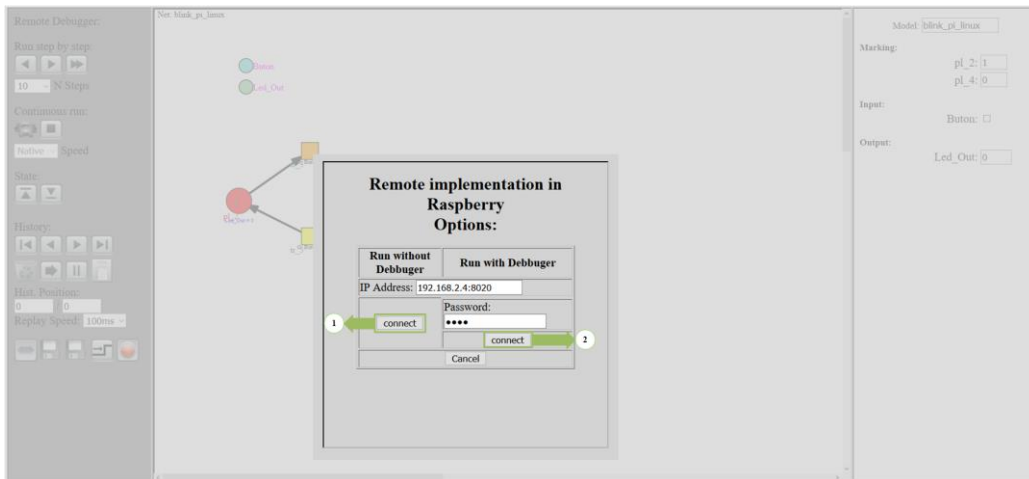 Remote Debugger:
Run step by step:
10 N Steps
Continuous run:
Native Speed
State:
History:
Hist. Position:
0 0
Replay Speed: 100ms
Net: blink_pi_linux
Buton
Led_Out
Remote implementation in
Raspberry
Options:
Run without
Debbuger
Run with Debbuger
IP Address: 192.168.2.4:8020
Password:
1
connect
••••
connect
2
Cancel
Model: blink_pi_linux
Marking:
pl_2: 1
pl_4: 0
Input:
Buton:
Output:
Led_Out: 0